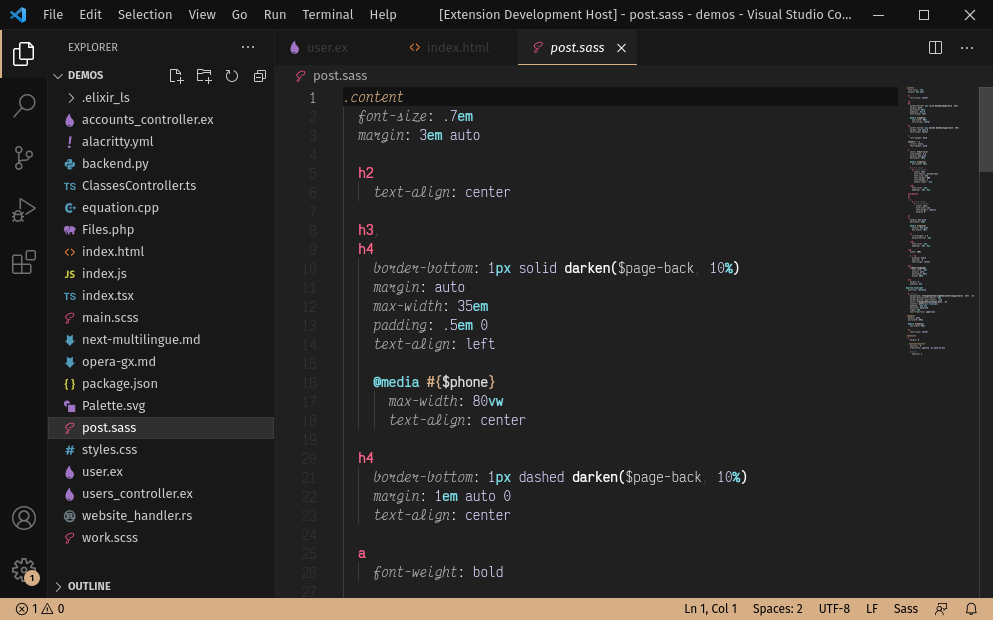 File Edit Selection View Go Run Terminal Help [Extension Development Host] - post.sass - demos - Visual Studio Co...
EXPLORER
user.ex
index.html
post.sass
DEMOS
post.sass
.elixir_ls
accounts_controller.ex
! alacritty.yml
backend.py
TS ClassesController.ts
equation.cpp
Files.php
<> index.html
JS index.js
TS index.tsx
main.scss
next-multilingue.md
opera-gx.md
{} package.json
Palette.svg
post.sass
# styles.css
user.ex
users_controller.ex
website_handler.rs
work.scss
OUTLINE
1 .content
2 font-size: .7em
3 margin: 3em auto
4
5 h2
6 text-align: center
7
8 h3
9 h4
10 border-bottom: 1px solid darken($page-back, 10%)
11 margin: auto
12 max-width: 35em
13 padding: .5em 0
14 text-align: left
15
16 @media #{$phone}
17 max-width: 80vw
18 text-align: center
19
20 h4
21 border-bottom: 1px dashed darken($page-back, 10%)
22 margin: 1em auto 0
23 text-align: center
24
25 a
26 font-weight: bold
27
1
1 0
Ln 1, Col 1 Spaces: 2 UTF-8 LF Sass